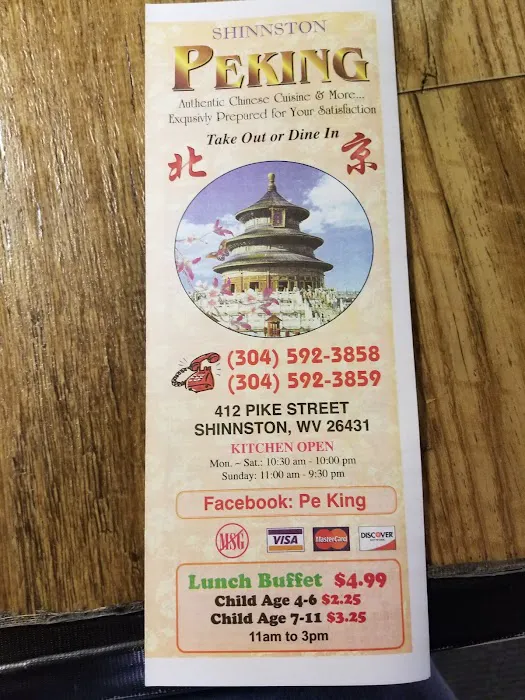 SHINNSTON
PEKING
Authentic Chinese Cuisine & More...
Exqusivly Prepared for Your Satisfaction
Take Out or Dine In
北 京
(304) 592-3858
(304) 592-3859
412 PIKE STREET
SHINNSTON, WV 26431
KITCHEN OPEN
Mon. ~ Sat.: 10:30 am - 10:00 pm
Sunday: 11:00 am - 9:30 pm
Facebook: Pe King
MSG VISA MasterCard DISCOVER
Lunch Buffet $4.99
Child Age 4-6 $2.25
Child Age 7-11 $3.25
11am to 3pm